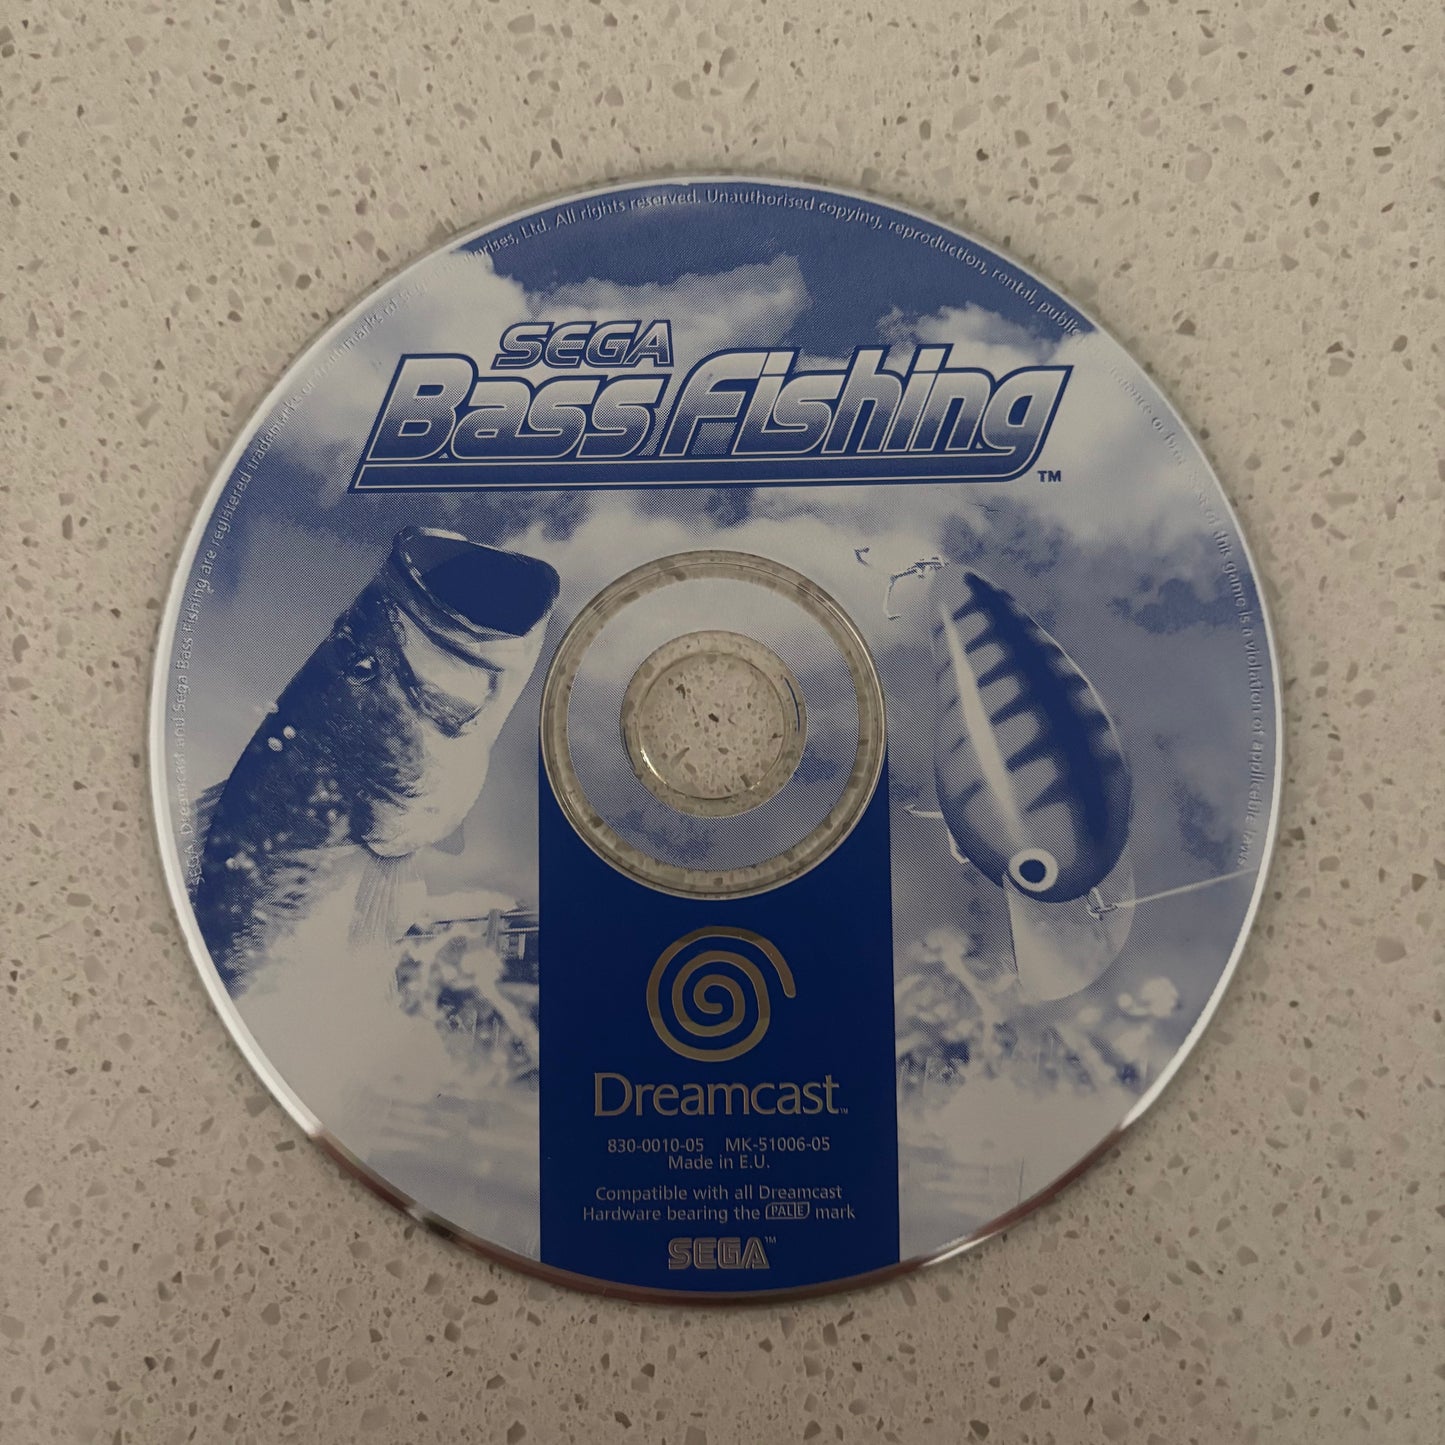 SEGA
Bass Fishing
TM
Dreamcast
830-0010-05 MK-51006-05
Made in E.U.
Compatible with all Dreamcast
Hardware bearing the PAL/E mark
SEGA TM
SEGA, Dreamcast and Sega Bass Fishing are registered trademarks or trademarks of Sega Ltd. All rights reserved. Unauthorised copying, reproduction, rental, public of this game is a violation of applicable laws